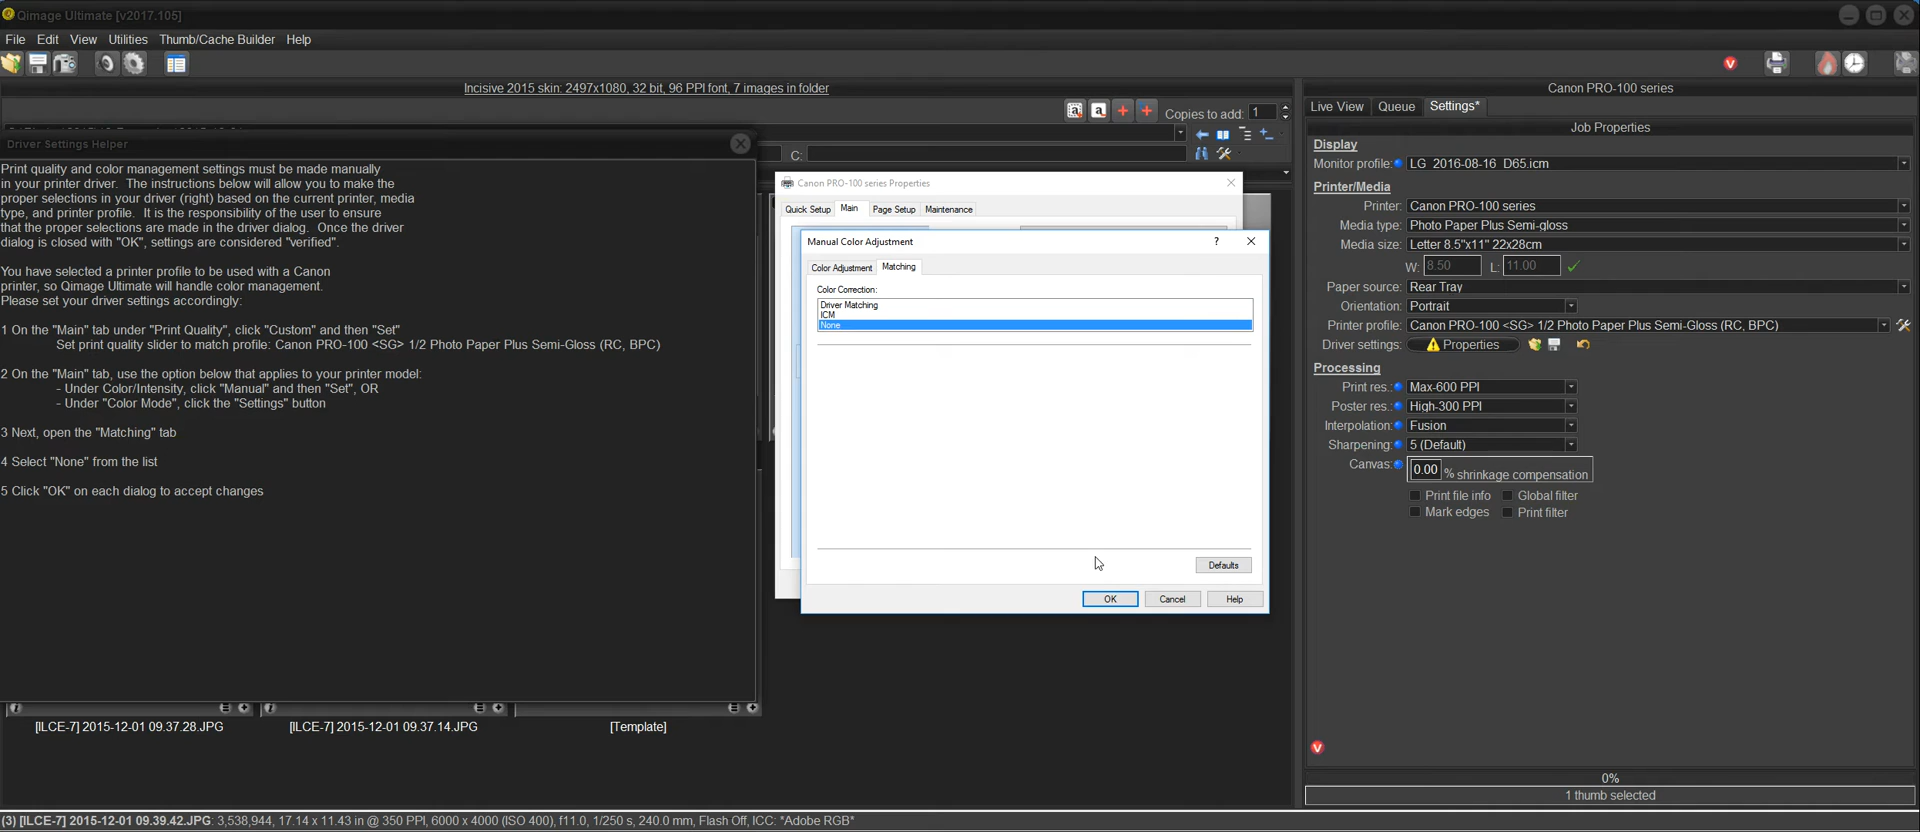 Qimage Ultimate [v2017.105]
File Edit View Utilities Thumb/Cache Builder Help
Incisive 2015 skin: 2497x1080, 32 bit, 96 PPI font, 7 images in folder
a a Copies to add: 1
C:
Driver Settings Helper
Print quality and color management settings must be made manually
in your printer driver. The instructions below will allow you to make the
proper selections in your driver (right) based on the current printer, media
type, and printer profile. It is the responsibility of the user to ensure
that the proper selections are made in the driver dialog. Once the driver
dialog is closed with "OK", settings are considered "verified".
You have selected a printer profile to be used with a Canon
printer, so Qimage Ultimate will handle color management.
Please set your driver settings accordingly:
1 On the "Main" tab under "Print Quality", click "Custom" and then "Set"
Set print quality slider to match profile: Canon PRO-100 <SG> 1/2 Photo Paper Plus Semi-Gloss (RC, BPC)
2 On the "Main" tab, use the option below that applies to your printer model:
- Under Color/Intensity, click "Manual" and then "Set", OR
- Under "Color Mode", click the "Settings" button
3 Next, open the "Matching" tab
4 Select "None" from the list
5 Click "OK" on each dialog to accept changes
Canon PRO-100 series Properties
Quick Setup Main Page Setup Maintenance
Manual Color Adjustment ?
Color Adjustment Matching
Color Correction:
Driver Matching
ICM
None
Defaults
OK Cancel Help
[ILCE-7] 2015-12-01 09.37.28.JPG [ILCE-7] 2015-12-01 09.37.14.JPG [Template]
V
Canon PRO-100 series
Live View Queue Settings*
Job Properties
Display
Monitor profile: LG 2016-08-16 D65.icm
Printer/Media
Printer: Canon PRO-100 series
Media type: Photo Paper Plus Semi-gloss
Media size: Letter 8.5"x11" 22x28cm
W: 8.50 L: 11.00
Paper source: Rear Tray
Orientation: Portrait
Printer profile: Canon PRO-100 <SG> 1/2 Photo Paper Plus Semi-Gloss (RC, BPC)
Driver settings: Properties
Processing
Print res.: Max-600 PPI
Poster res.: High-300 PPI
Interpolation: Fusion
Sharpening: 5 (Default)
Canvas: 0.00 % shrinkage compensation
Print file info Global filter
Mark edges Print filter
V
0%
1 thumb selected
(3) [ILCE-7] 2015-12-01 09.39.42.JPG: 3,538,944, 17.14 x 11.43 in @ 350 PPI, 6000 x 4000 (ISO 400), f11.0, 1/250 s, 240.0 mm, Flash Off, ICC: "Adobe RGB"